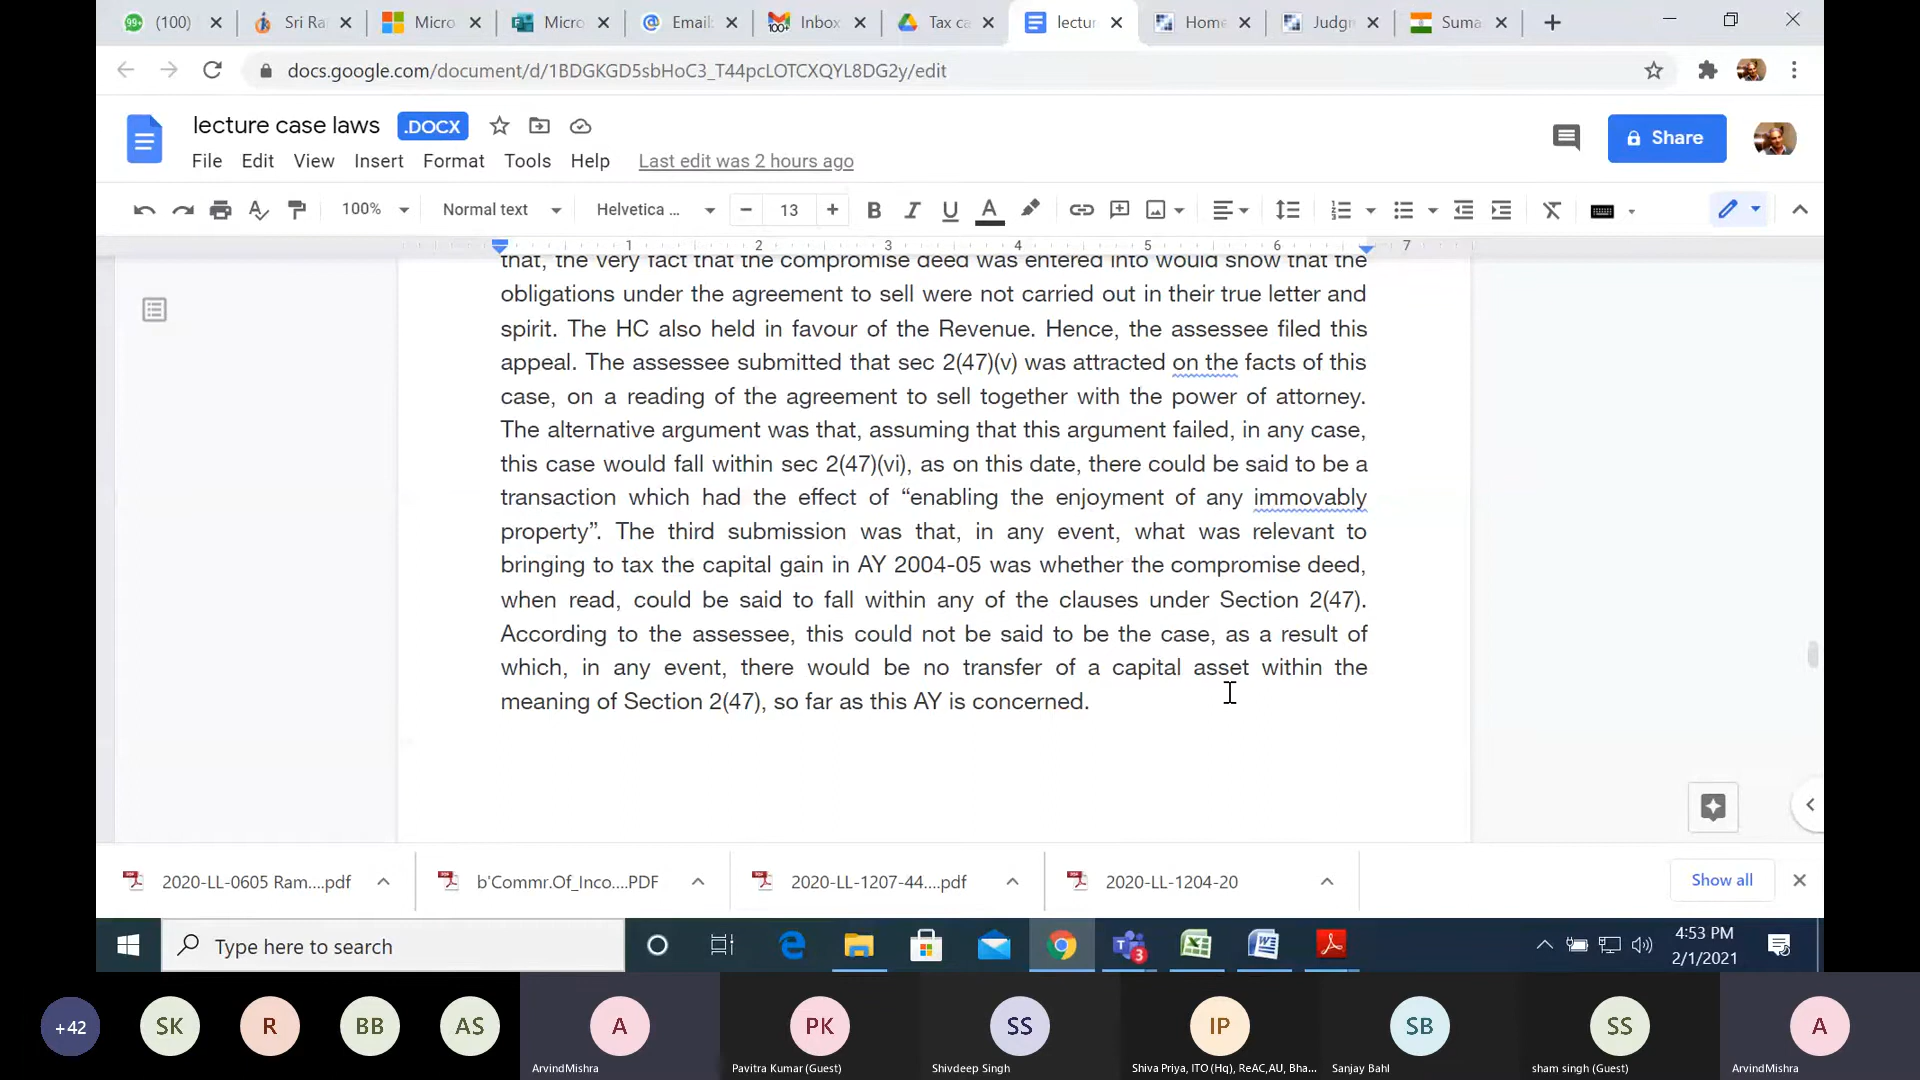 99+ (100)
Sri Ra
Micro
Micro
Email:
100+ Inbox
Tax ca
lectur
Home
Judgn
Suma
docs.google.com/document/d/1BDGKGD5sbHoC3_T44pcLOTCXQYL8DG2y/edit
lecture case laws .DOCX
Share
File Edit View Insert Format Tools Help Last edit was 2 hours ago
100% Normal text Helvetica ... 13 B I U A
1 2 3 4 5 6 7
that, the very fact that the compromise deed was entered into would show that the
obligations under the agreement to sell were not carried out in their true letter and
spirit. The HC also held in favour of the Revenue. Hence, the assessee filed this
appeal. The assessee submitted that sec 2(47)(v) was attracted on the facts of this
case, on a reading of the agreement to sell together with the power of attorney.
The alternative argument was that, assuming that this argument failed, in any case,
this case would fall within sec 2(47)(vi), as on this date, there could be said to be a
transaction which had the effect of “enabling the enjoyment of any immovably
property”. The third submission was that, in any event, what was relevant to
bringing to tax the capital gain in AY 2004-05 was whether the compromise deed,
when read, could be said to fall within any of the clauses under Section 2(47).
According to the assessee, this could not be said to be the case, as a result of
which, in any event, there would be no transfer of a capital asset within the
meaning of Section 2(47), so far as this AY is concerned.
2020-LL-0605 Ram....pdf
b'Commr.Of_Inco....PDF
2020-LL-1207-44....pdf
2020-LL-1204-20
Show all
Type here to search
3
4:53 PM
2/1/2021
+42 SK R BB AS A PK SS IP SB SS A
ArvindMishra
Pavitra Kumar (Guest)
Shivdeep Singh
Shiva Priya, ITO (Hq), ReAC,AU, Bha...
Sanjay Bahl
sham singh (Guest)
ArvindMishra